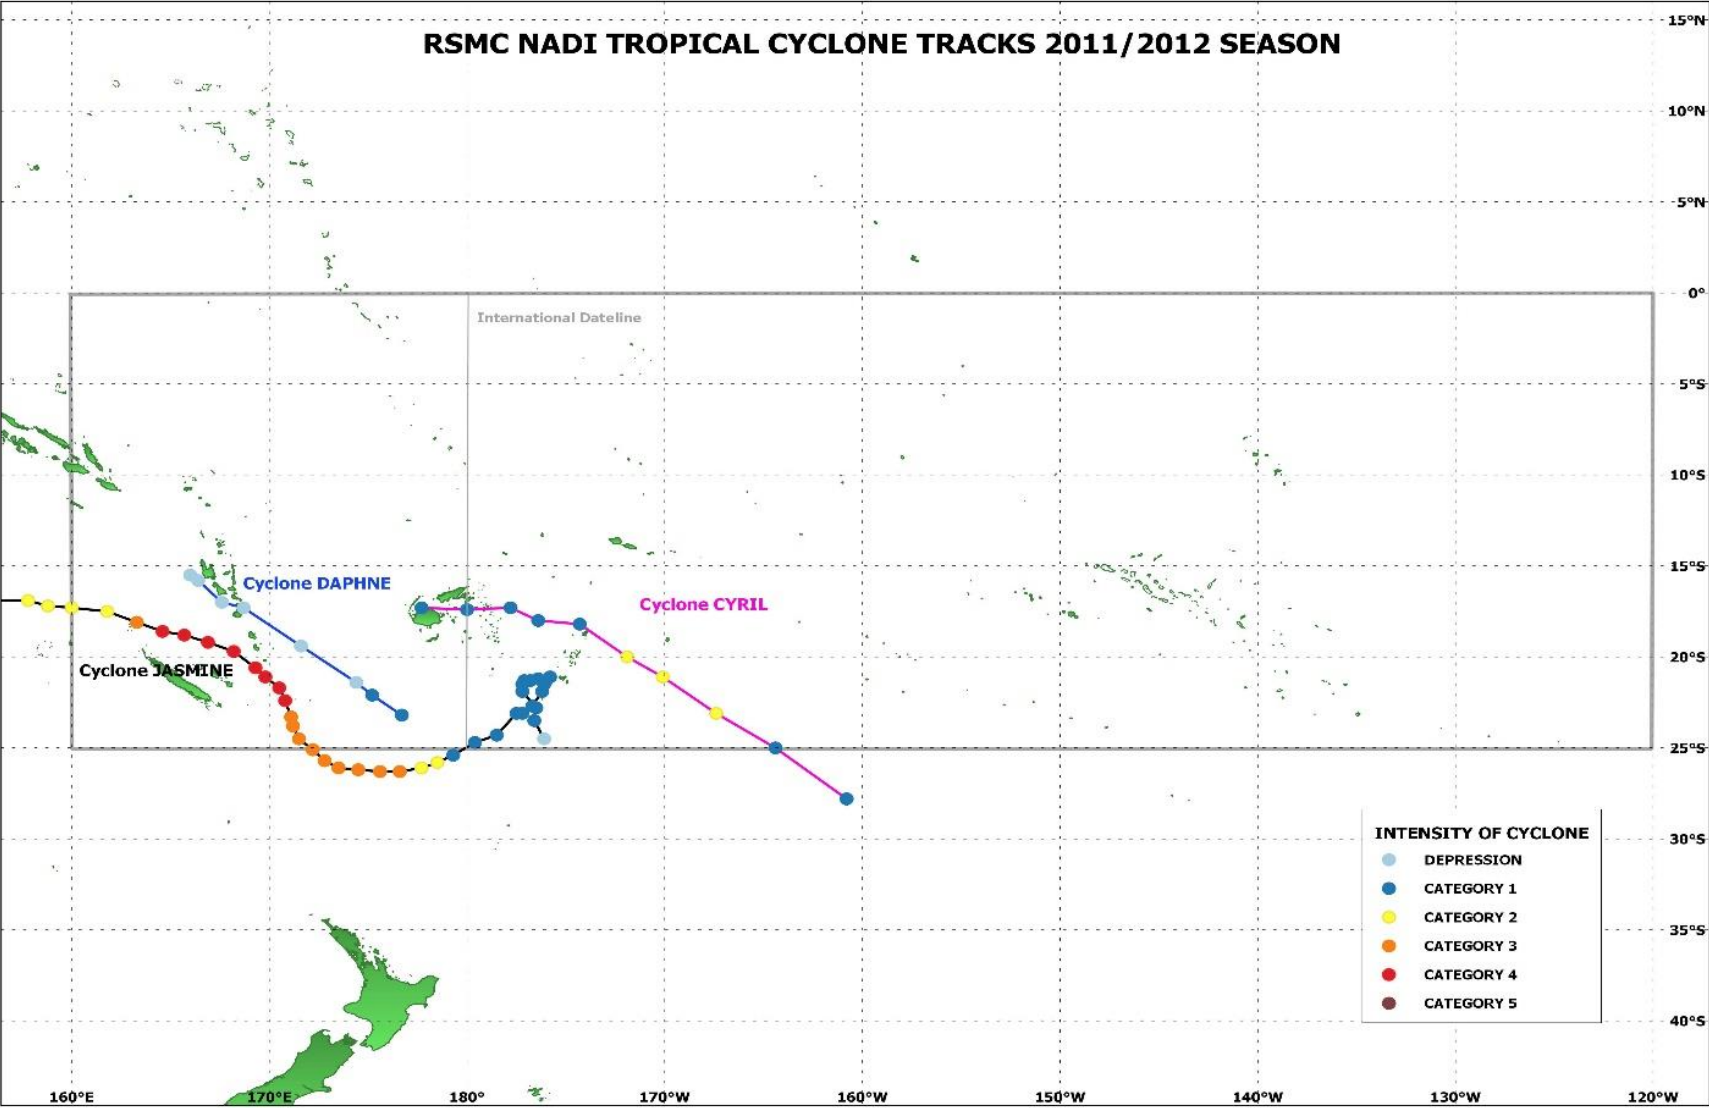 RSMC NADI TROPICAL CYCLONE TRACKS 2011/2012 SEASON
15°N
10°N
5°N
0°
International Dateline
5°S
10°S
15°S
Cyclone DAPHNE
Cyclone CYRIL
20°S
Cyclone JASMINE
25°S
30°S
35°S
40°S
INTENSITY OF CYCLONE
DEPRESSION
CATEGORY 1
CATEGORY 2
CATEGORY 3
CATEGORY 4
CATEGORY 5
160°E 170°E 180° 170°W 160°W 150°W 140°W 130°W 120°W